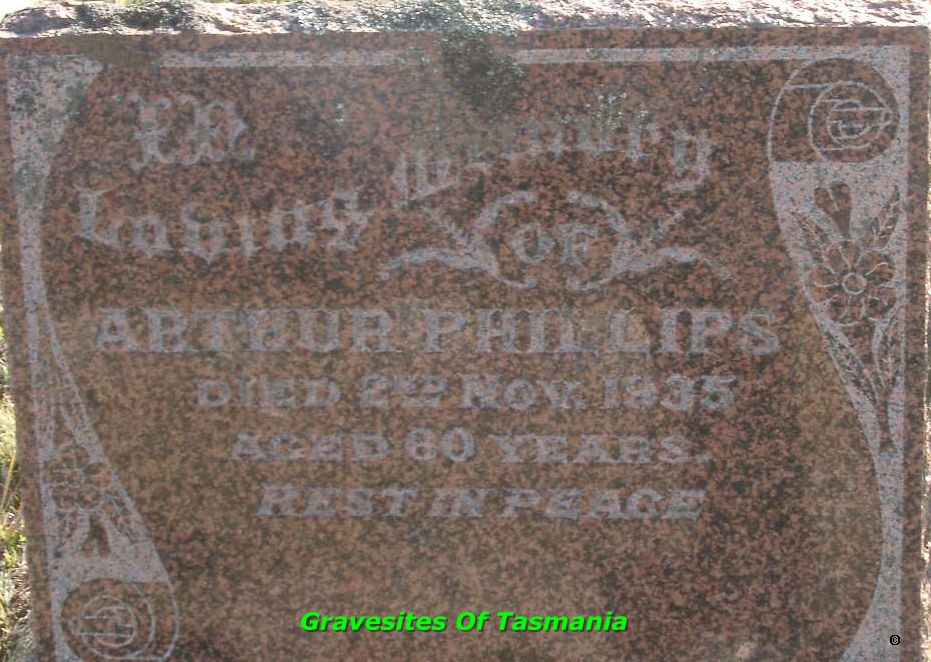 IN
LOVING MEMORY
OF
ARTHUR PHILLIPS
DIED 2ND NOV. 1935
AGED 60 YEARS.
REST IN PEACE
Gravesites Of Tasmania
©